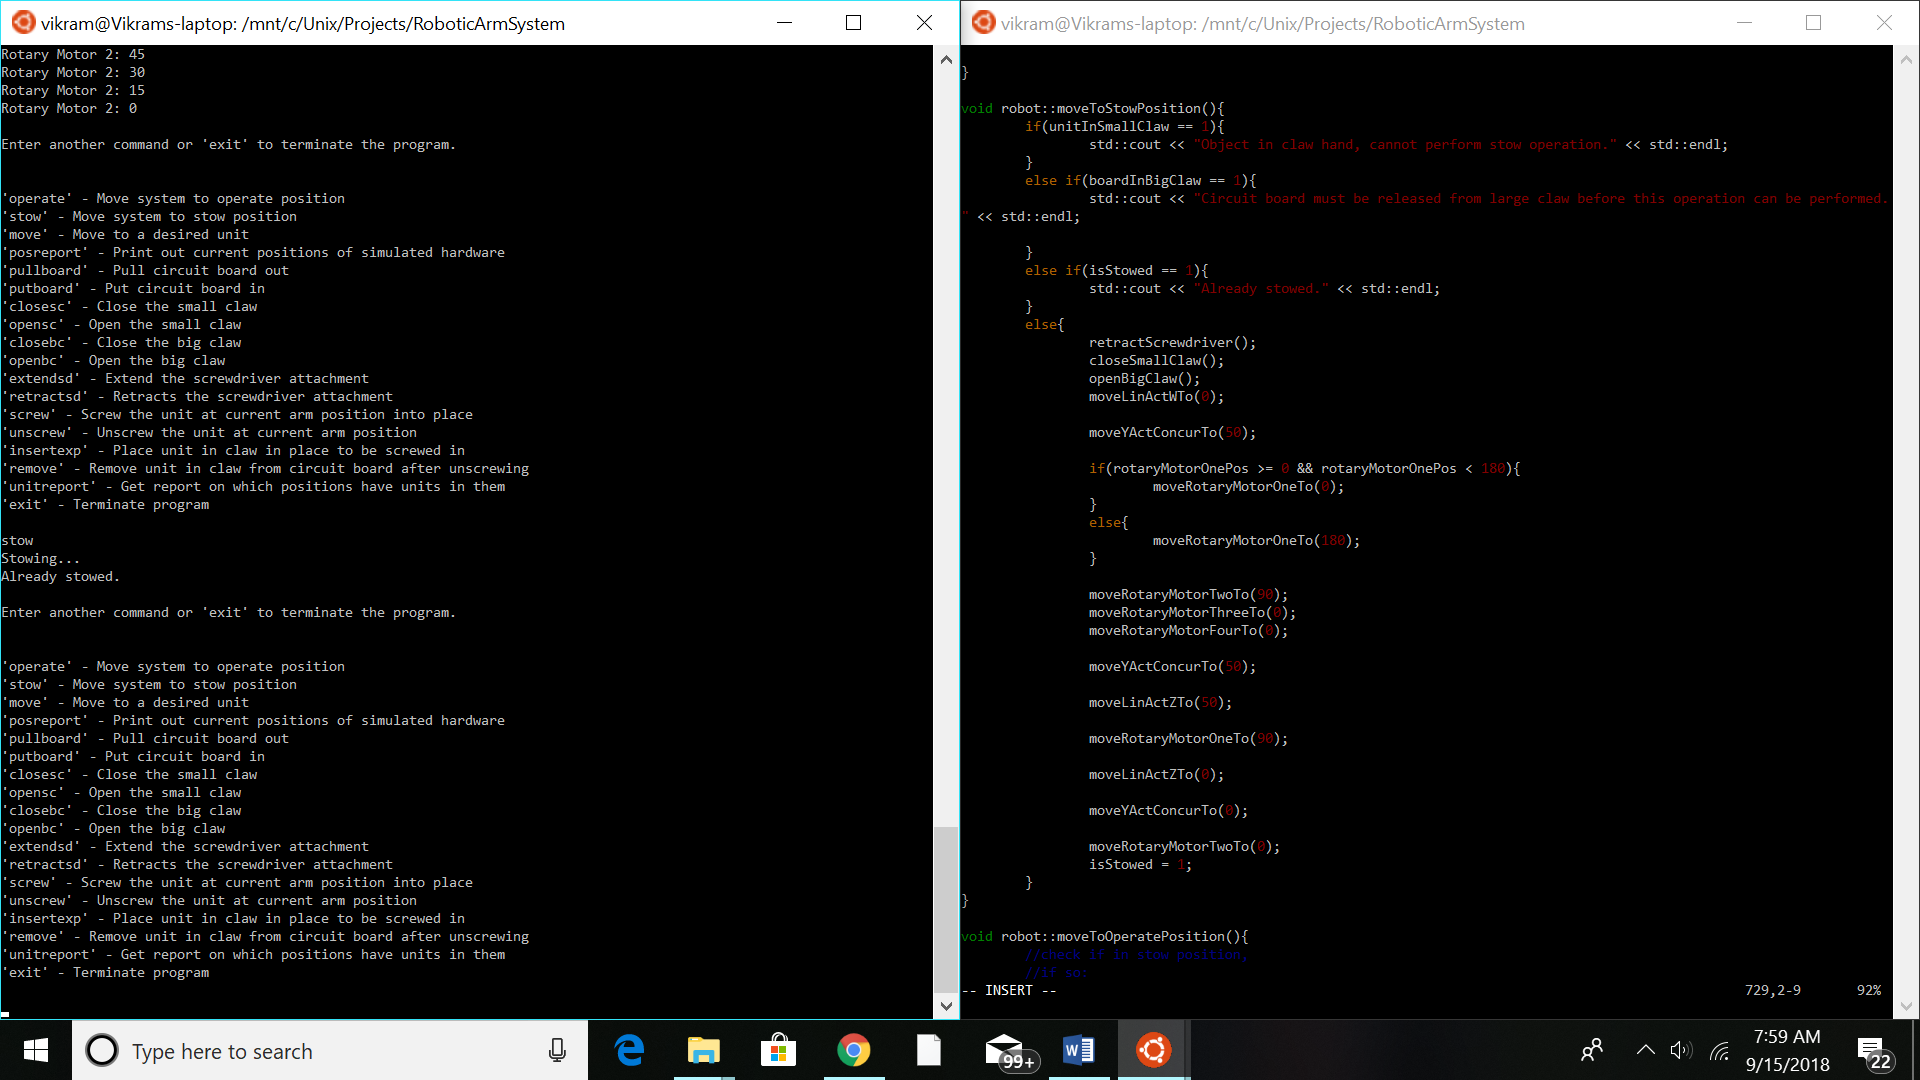 vikram@Vikrams-laptop: /mnt/c/Unix/Projects/RoboticArmSystem
Rotary Motor 2: 45
Rotary Motor 2: 30
Rotary Motor 2: 15
Rotary Motor 2: 0
Enter another command or 'exit' to terminate the program.
'operate' - Move system to operate position
'stow' - Move system to stow position
'move' - Move to a desired unit
'posreport' - Print out current positions of simulated hardware
'pullboard' - Pull circuit board out
'putboard' - Put circuit board in
'closesc' - Close the small claw
'opensc' - Open the small claw
'closebc' - Close the big claw
'openbc' - Open the big claw
'extendsd' - Extend the screwdriver attachment
'retractsd' - Retracts the screwdriver attachment
'screw' - Screw the unit at current arm position into place
'unscrew' - Unscrew the unit at current arm position
'insertexp' - Place unit in claw in place to be screwed in
'remove' - Remove unit in claw from circuit board after unscrewing
'unitreport' - Get report on which positions have units in them
'exit' - Terminate program
stow
Stowing...
Already stowed.
Enter another command or 'exit' to terminate the program.
'operate' - Move system to operate position
'stow' - Move system to stow position
'move' - Move to a desired unit
'posreport' - Print out current positions of simulated hardware
'pullboard' - Pull circuit board out
'putboard' - Put circuit board in
'closesc' - Close the small claw
'opensc' - Open the small claw
'closebc' - Close the big claw
'openbc' - Open the big claw
'extendsd' - Extend the screwdriver attachment
'retractsd' - Retracts the screwdriver attachment
'screw' - Screw the unit at current arm position into place
'unscrew' - Unscrew the unit at current arm position
'insertexp' - Place unit in claw in place to be screwed in
'remove' - Remove unit in claw from circuit board after unscrewing
'unitreport' - Get report on which positions have units in them
'exit' - Terminate program
vikram@Vikrams-laptop: /mnt/c/Unix/Projects/RoboticArmSystem
}
void robot::moveToStowPosition(){
if(unitInSmallClaw == 1){
std::cout << "Object in claw hand, cannot perform stow operation." << std::endl;
}
else if(boardInBigClaw == 1){
std::cout << "Circuit board must be released from large claw before this operation can be performed.
" << std::endl;
}
else if(isStowed == 1){
std::cout << "Already stowed." << std::endl;
}
else{
retractScrewdriver();
closeSmallClaw();
openBigClaw();
moveLinActWTo(0);
moveYActConcurTo(50);
if(rotaryMotorOnePos >= 0 && rotaryMotorOnePos < 180){
moveRotaryMotorOneTo(0);
}
else{
moveRotaryMotorOneTo(180);
}
moveRotaryMotorTwoTo(90);
moveRotaryMotorThreeTo(0);
moveRotaryMotorFourTo(0);
moveYActConcurTo(50);
moveLinActZTo(50);
moveRotaryMotorOneTo(90);
moveLinActZTo(0);
moveYActConcurTo(0);
moveRotaryMotorTwoTo(0);
isStowed = 1;
}
}
void robot::moveToOperatePosition(){
//check if in stow position,
//if so:
-- INSERT -- 729,2-9 92%
Type here to search
99+
7:59 AM
9/15/2018
22